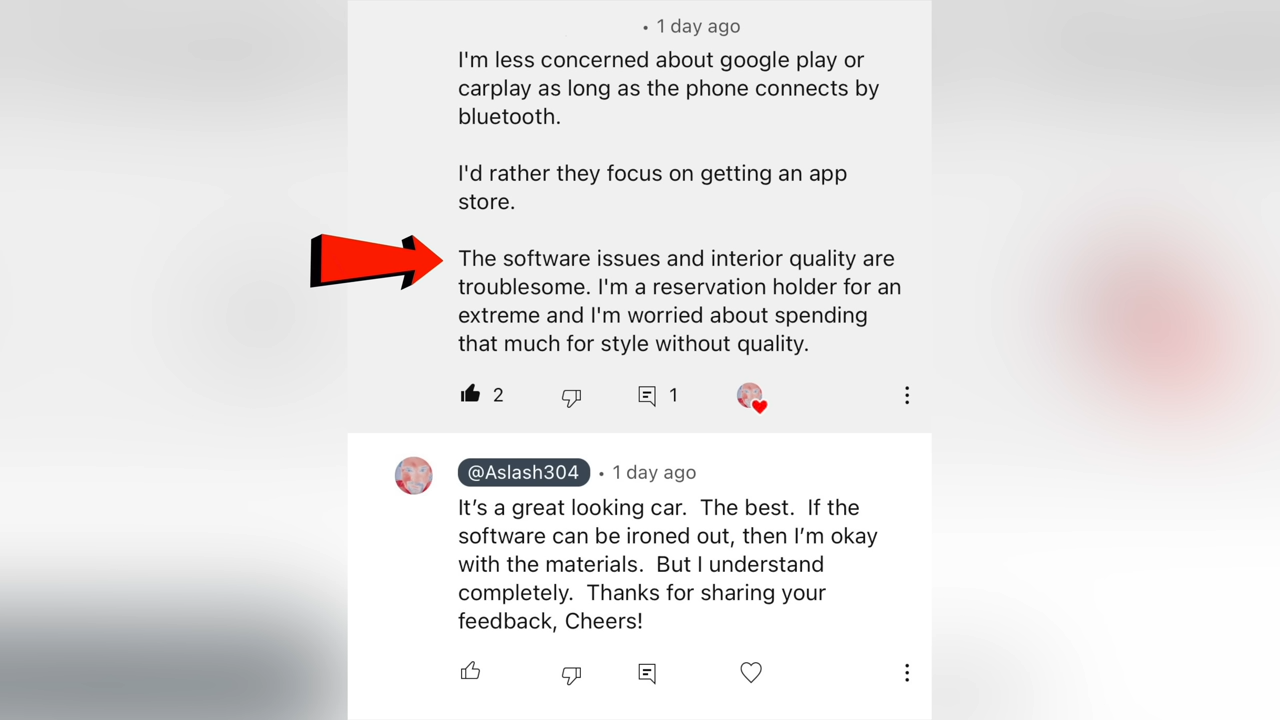 • 1 day ago
I'm less concerned about google play or
carplay as long as the phone connects by
bluetooth.
I'd rather they focus on getting an app
store.
The software issues and interior quality are
troublesome. I'm a reservation holder for an
extreme and I'm worried about spending
that much for style without quality.
2 1
@Aslash304 • 1 day ago
It’s a great looking car.  The best.  If the
software can be ironed out, then I’m okay
with the materials.  But I understand
completely.  Thanks for sharing your
feedback, Cheers!